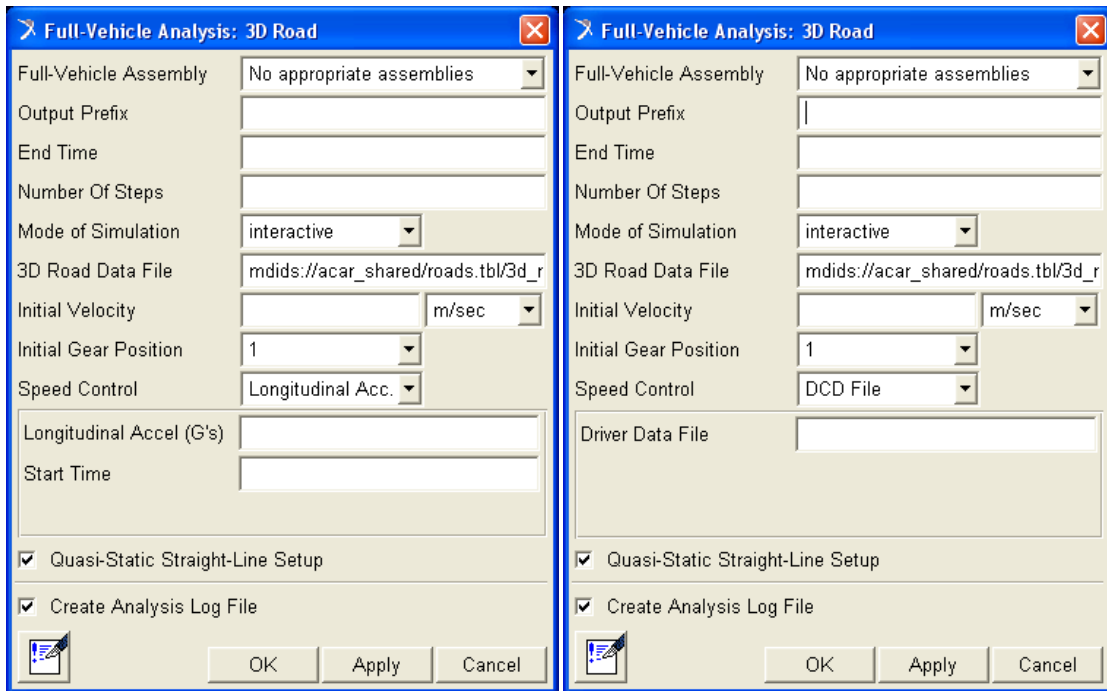 Full-Vehicle Analysis: 3D Road
Full-Vehicle Assembly No appropriate assemblies
Output Prefix
End Time
Number Of Steps
Mode of Simulation interactive
3D Road Data File mdids://acar_shared/roads.tbl/3d_r
Initial Velocity m/sec
Initial Gear Position 1
Speed Control Longitudinal Acc.
Longitudinal Accel (G's)
Start Time
Quasi-Static Straight-Line Setup
Create Analysis Log File
OK Apply Cancel
Full-Vehicle Analysis: 3D Road
Full-Vehicle Assembly No appropriate assemblies
Output Prefix
End Time
Number Of Steps
Mode of Simulation interactive
3D Road Data File mdids://acar_shared/roads.tbl/3d_r
Initial Velocity m/sec
Initial Gear Position 1
Speed Control DCD File
Driver Data File
Quasi-Static Straight-Line Setup
Create Analysis Log File
OK Apply Cancel